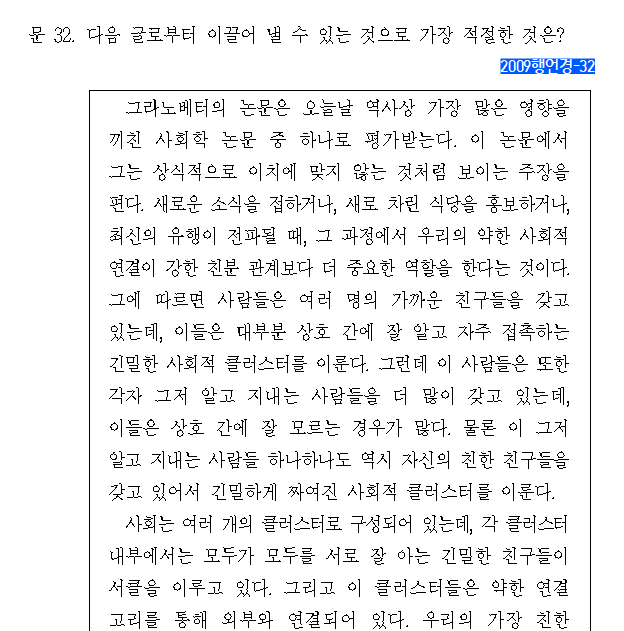 문 32. 다음 글로부터 이끌어 낼 수 있는 것으로 가장 적절한 것은?
2009행언경-32
그라노베터의 논문은 오늘날 역사상 가장 많은 영향을
끼친 사회학 논문 중 하나로 평가받는다. 이 논문에서
그는 상식적으로 이치에 맞지 않는 것처럼 보이는 주장을
편다. 새로운 소식을 접하거나, 새로 차린 식당을 홍보하거나,
최신의 유행이 전파될 때, 그 과정에서 우리의 약한 사회적
연결이 강한 친분 관계보다 더 중요한 역할을 한다는 것이다.
그에 따르면 사람들은 여러 명의 가까운 친구들을 갖고
있는데, 이들은 대부분 상호 간에 잘 알고 자주 접촉하는
긴밀한 사회적 클러스터를 이룬다. 그런데 이 사람들은 또한
각자 그저 알고 지내는 사람들을 더 많이 갖고 있는데,
이들은 상호 간에 잘 모르는 경우가 많다. 물론 이 그저
알고 지내는 사람들 하나하나도 역시 자신의 친한 친구들을
갖고 있어서 긴밀하게 짜여진 사회적 클러스터를 이룬다.
사회는 여러 개의 클러스터로 구성되어 있는데, 각 클러스터
내부에서는 모두가 모두를 서로 잘 아는 긴밀한 친구들이
서클을 이루고 있다. 그리고 이 클러스터들은 약한 연결
고리를 통해 외부와 연결되어 있다. 우리의 가장 친한